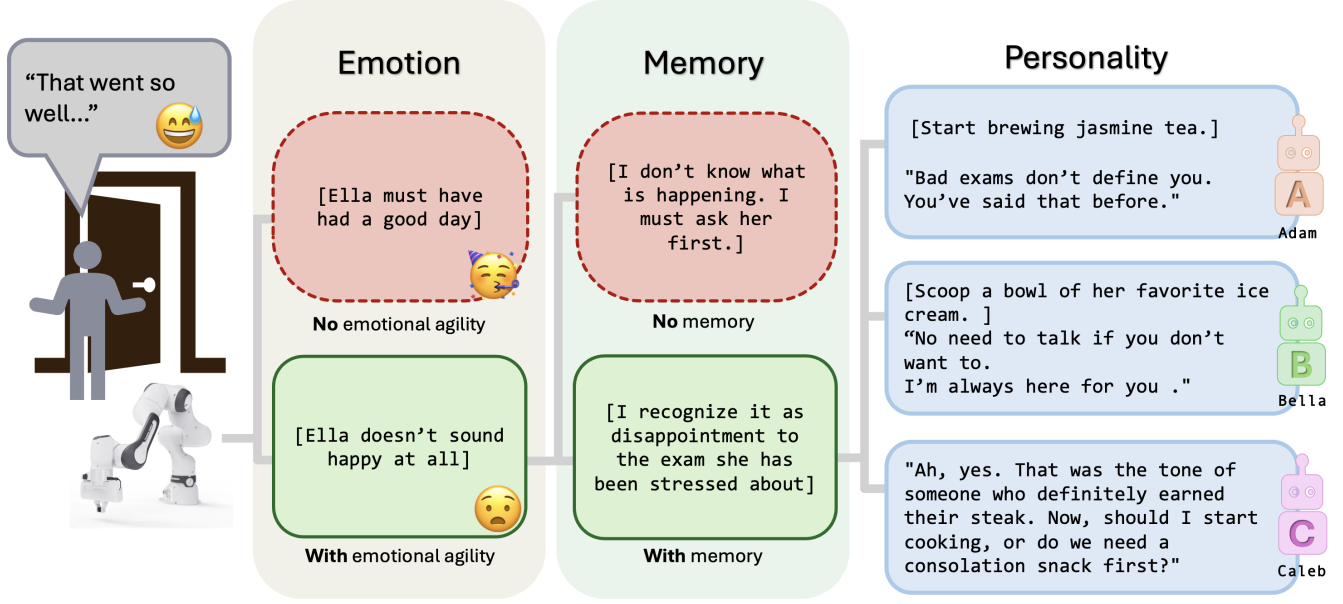 “That went so
well...”
Emotion
[Ella must have
had a good day]
No emotional agility
[Ella doesn’t sound
happy at all]
With emotional agility
Memory
[I don’t know what
is happening. I
must ask her
first.]
No memory
[I recognize it as
disappointment to
the exam she has
been stressed about]
With memory
Personality
[Start brewing jasmine tea.]
"Bad exams don’t define you.
You’ve said that before."
A
Adam
[Scoop a bowl of her favorite ice
cream. ]
“No need to talk if you don’t
want to.
I’m always here for you ."
B
Bella
"Ah, yes. That was the tone of
someone who definitely earned
their steak. Now, should I start
cooking, or do we need a
consolation snack first?"
C
Caleb